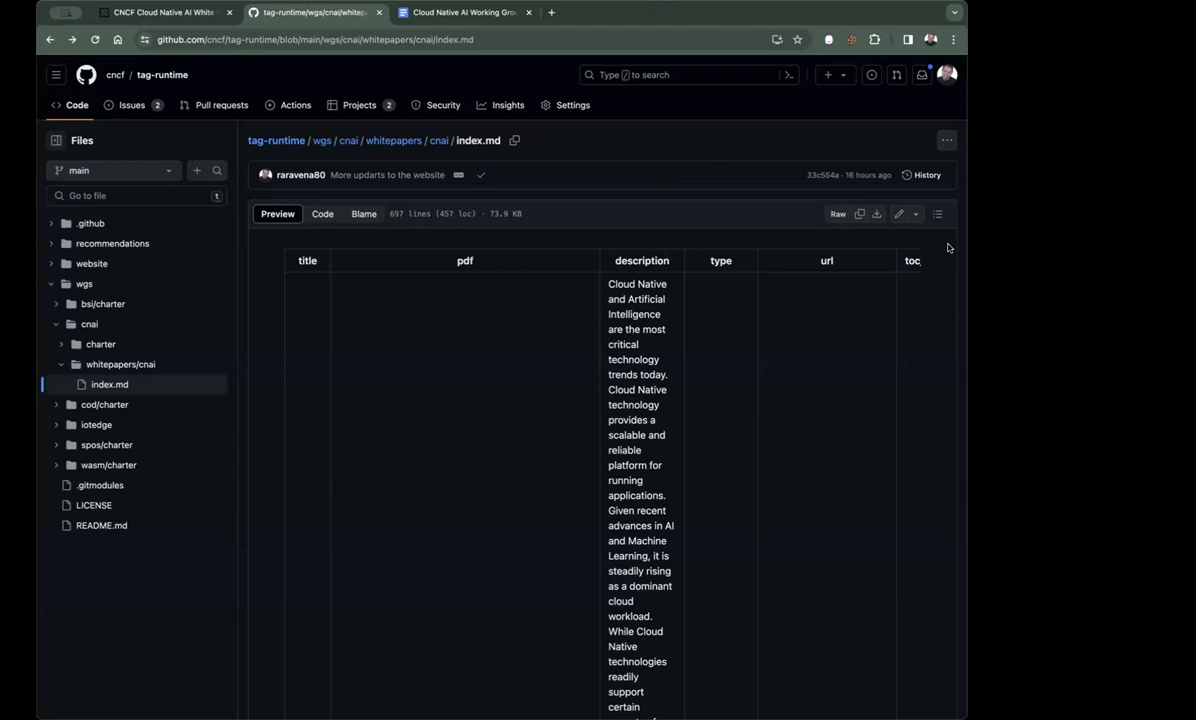 CNCF Cloud Native AI White
tag-runtime/wgs/cnai/whitep
Cloud Native AI Working Gro
github.com/cncf/tag-runtime/blob/main/wgs/cnai/whitepapers/cnai/index.md
cncf / tag-runtime
Type / to search
Code
Issues 2
Pull requests
Actions
Projects 2
Security
Insights
Settings
Files
main
Go to file t
.github
recommendations
website
wgs
bsi/charter
cnai
charter
whitepapers/cnai
index.md
cod/charter
iotedge
spos/charter
wasm/charter
.gitmodules
LICENSE
README.md
tag-runtime / wgs / cnai / whitepapers / cnai / index.md
raravena80 More updarts to the website
33c554a · 16 hours ago
History
Preview
Code
Blame
697 lines (457 loc) · 73.9 KB
Raw
title pdf description type url toc
Cloud Native
and Artificial
Intelligence
are the most
critical
technology
trends today.
Cloud Native
technology
provides a
scalable and
reliable
platform for
running
applications.
Given recent
advances in AI
and Machine
Learning, it is
steadily rising
as a dominant
cloud
workload.
While Cloud
Native
technologies
readily
support
certain